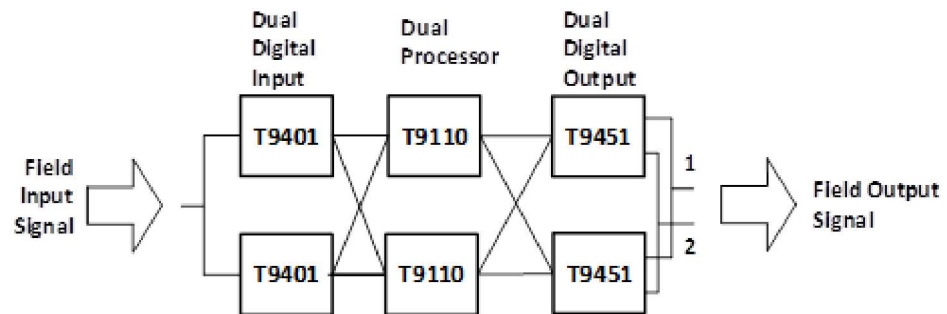 Dual
Digital
Input
Dual
Processor
Dual
Digital
Output
T9401
T9110
T9451
Field
Input
Signal
1
2
Field Output
Signal
T9401
T9110
T9451